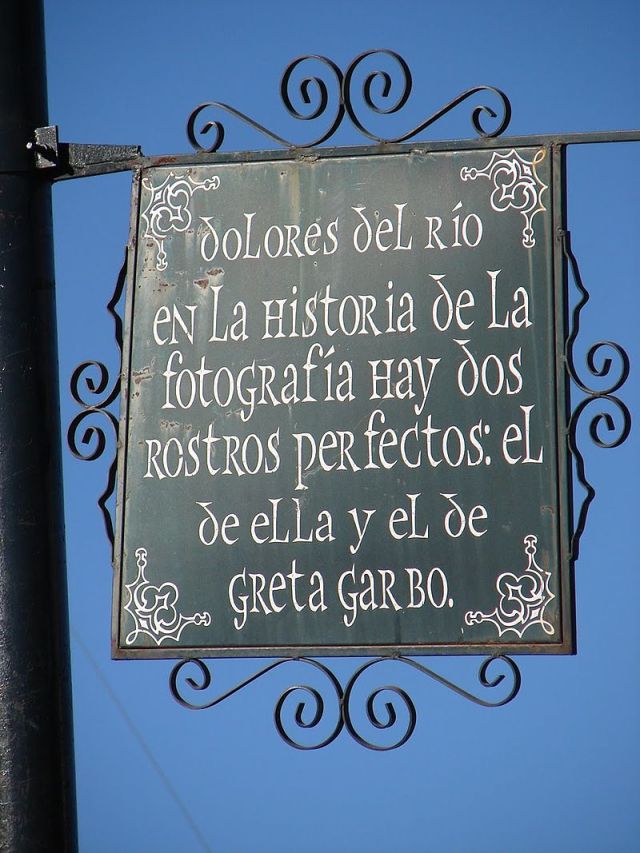 Dolores del Río
en la historia de la
fotografía hay dos
rostros perfectos: el
de ella y el de
Greta Garbo.